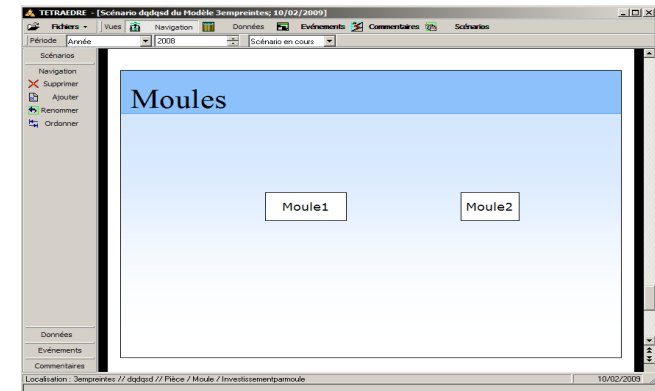 TETRAEDRE - [Scénario dqdqsd du Modèle 3empreintes; 10/02/2009]
Fichiers Vues Navigation Données Evénements Commentaires Scénarios
Période Année 2008 Scénario en cours
Scénarios
Navigation
Supprimer
Ajouter
Renommer
Ordonner
Moules
Moule1 Moule2
Données
Evénements
Commentaires
Localisation : 3empreintes // dqdqsd // Pièce / Moule / Investissementparmoule 10/02/2009